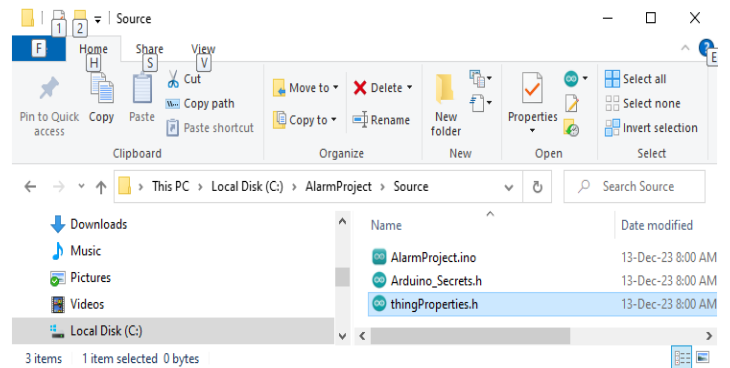 Source
1 2
F Home Share View E
H S V
Pin to Quick access
Copy
Paste
Cut
Copy path
Paste shortcut
Move to
Copy to
Delete
Rename
New folder
Properties
Select all
Select none
Invert selection
Clipboard Organize New Open Select
This PC > Local Disk (C:) > AlarmProject > Source
Search Source
Downloads
Music
Pictures
Videos
Local Disk (C:)
Name Date modified
AlarmProject.ino 13-Dec-23 8:00 AM
Arduino_Secrets.h 13-Dec-23 8:00 AM
thingProperties.h 13-Dec-23 8:00 AM
3 items 1 item selected 0 bytes